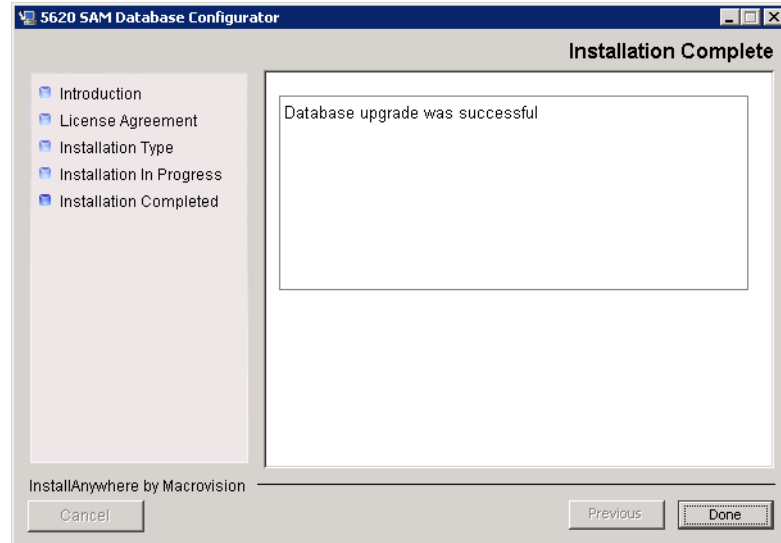 5620 SAM Database Configurator
Installation Complete
Introduction
License Agreement
Installation Type
Installation In Progress
Installation Completed
Database upgrade was successful
InstallAnywhere by Macrovision
Cancel
Previous
Done